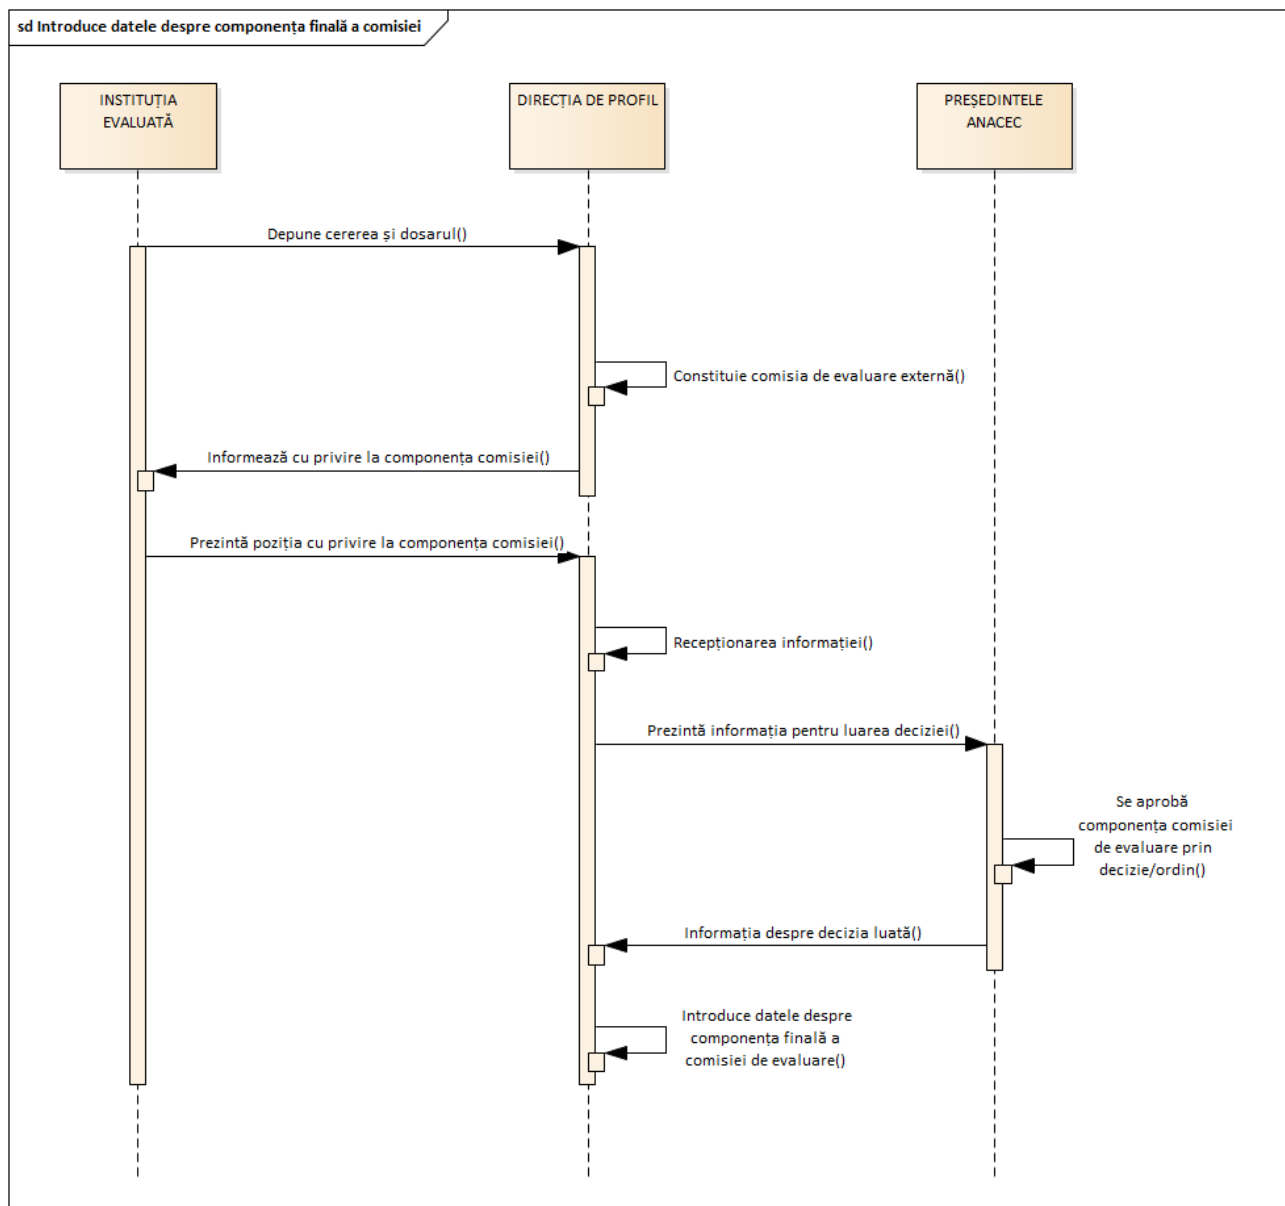 sd Introduce datele despre componența finală a comisiei
INSTITUȚIA
EVALUATĂ
DIRECȚIA DE PROFIL
PREȘEDINTELE
ANACEC
Depune cererea și dosarul()
Constituie comisia de evaluare externă()
Informează cu privire la componența comisiei()
Prezintă poziția cu privire la componența comisiei()
Recepționarea informației()
Prezintă informația pentru luarea deciziei()
Se aprobă
componența comisiei
de evaluare prin
decizie/ordin()
Informația despre decizia luată()
Introduce datele despre
componența finală a
comisiei de evaluare()